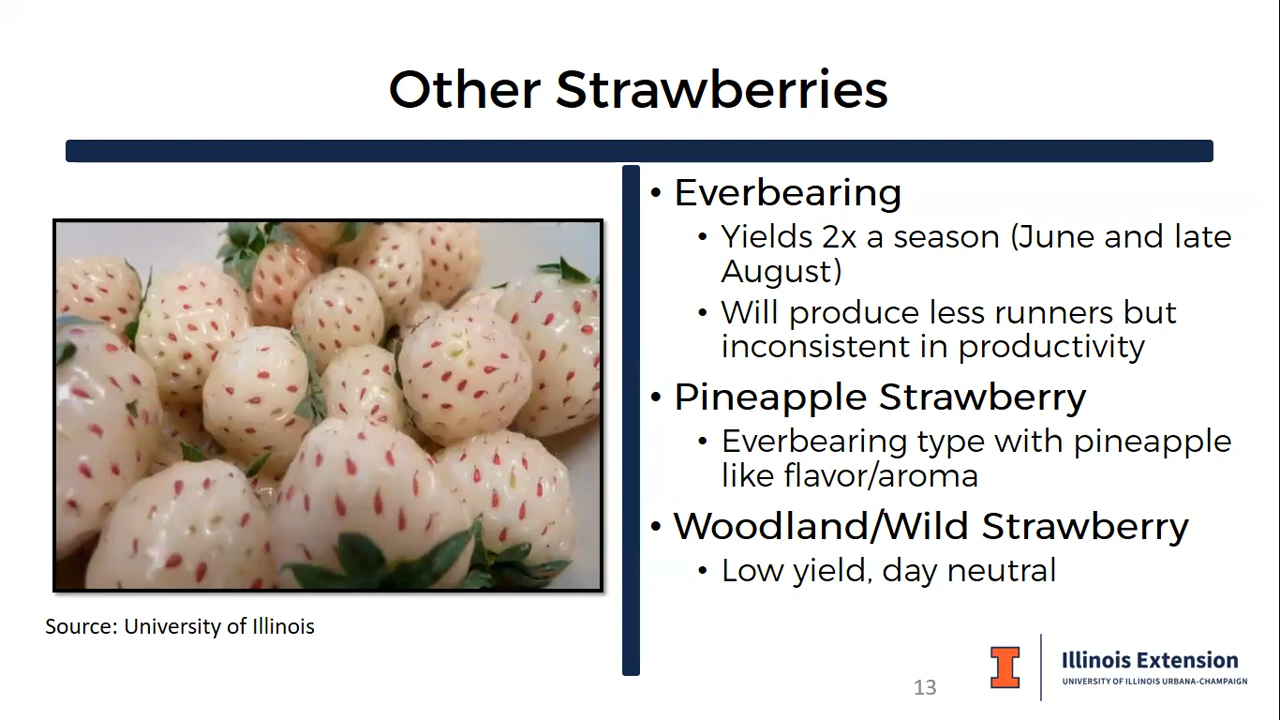 Other Strawberries
• Everbearing
• Yields 2x a season (June and late
August)
• Will produce less runners but
inconsistent in productivity
• Pineapple Strawberry
• Everbearing type with pineapple
like flavor/aroma
• Woodland/Wild Strawberry
• Low yield, day neutral
Source: University of Illinois
13
I
Illinois Extension
UNIVERSITY OF ILLINOIS URBANA-CHAMPAIGN